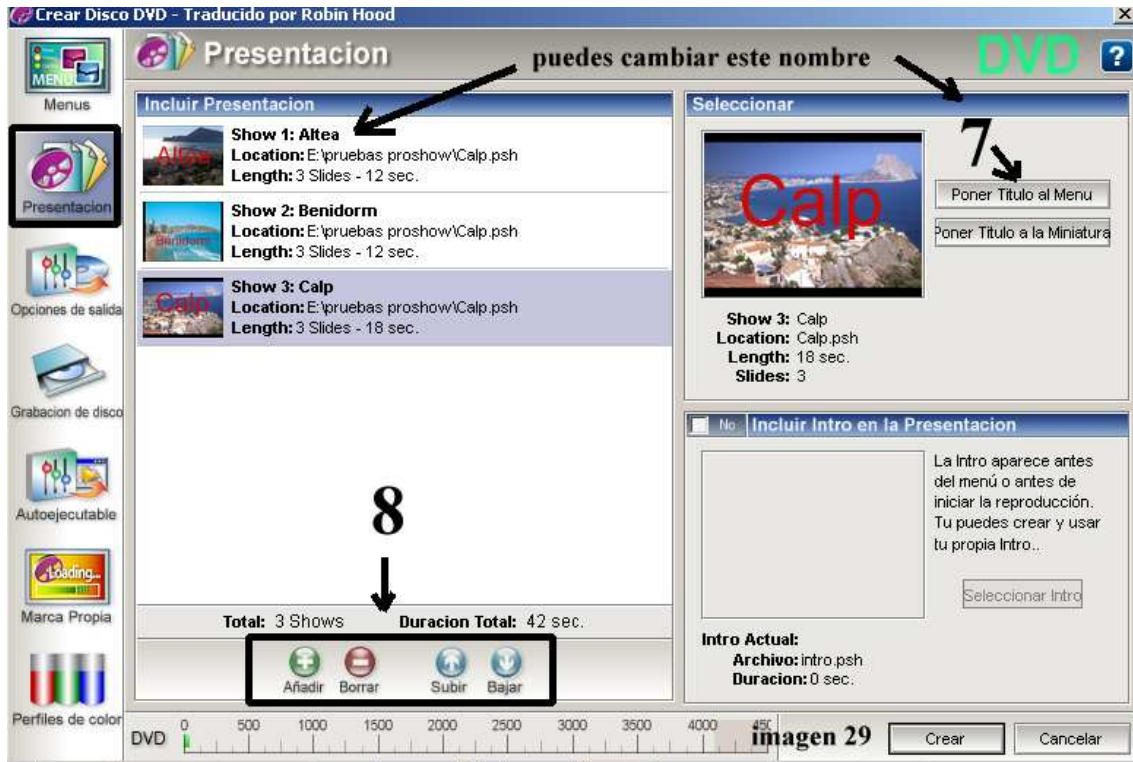 Crear Disco DVD - Traducido por Robin Hood
MENU
Menus
Presentacion
Opciones de salida
Grabacion de disco
Autoejecutable
Loading...
Marca Propia
Perfiles de color
Presentacion
puedes cambiar este nombre
DVD
?
Incluir Presentacion
Altea
Show 1: Altea
Location: E:\pruebas proshow\Calp.psh
Length: 3 Slides - 12 sec.
Benidorm
Show 2: Benidorm
Location: E:\pruebas proshow\Calp.psh
Length: 3 Slides - 12 sec.
Calp
Show 3: Calp
Location: E:\pruebas proshow\Calp.psh
Length: 3 Slides - 18 sec.
8
Total: 3 Shows Duracion Total: 42 sec.
Añadir Borrar Subir Bajar
Seleccionar
7
Calp
Poner Titulo al Menu
Poner Titulo a la Miniatura
Show 3: Calp
Location: Calp.psh
Length: 18 sec.
Slides: 3
No Incluir Intro en la Presentacion
La Intro aparece antes
del menú o antes de
iniciar la reproducción.
Tu puedes crear y usar
tu propia Intro..
Seleccionar Intro
Intro Actual:
Archivo: intro.psh
Duracion: 0 sec.
DVD 0 500 1000 1500 2000 2500 3000 3500 4000
imagen 29
Crear Cancelar